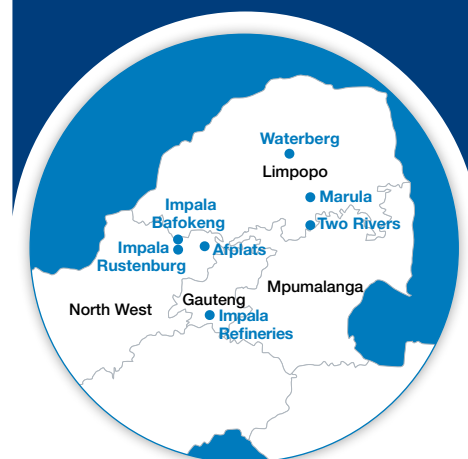 Waterberg
Limpopo
Impala
Bafokeng
Marula
Two Rivers
Impala
Rustenburg
Afplats
Mpumalanga
North West
Gauteng
Impala
Refineries